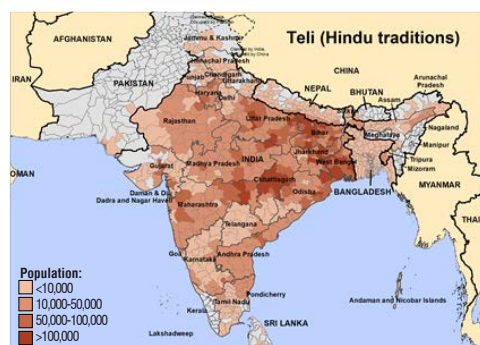 Teli (Hindu traditions)
AFGHANISTAN
Jammu & Kashmir
CHINA
Himachal Pradesh
IRAN
PAKISTAN
Punjab
Chandigarh
Uttarakhand
Haryana
Delhi
NEPAL
BHUTAN
Arunachal
Pradesh
Assam
Rajasthan
Uttar Pradesh
Bihar
Meghalaya
Nagaland
Manipur
Tripura
Mizoram
Jharkhand
West Bengal
Gujarat
Madhya Pradesh
INDIA
Chhattisgarh
OMAN
Daman & Diu
Dadra and Nagar Haveli
Odisha
BANGLADESH
MYANMAR
Maharashtra
THAI
Telangana
Goa
Karnataka
Andhra Pradesh
Pondicherry
Andaman and Nicobar Islands
Tamil Nadu
Kerala
Lakshadweep
SRI LANKA
Population:
<10,000
10,000-50,000
50,000-100,000
>100,000